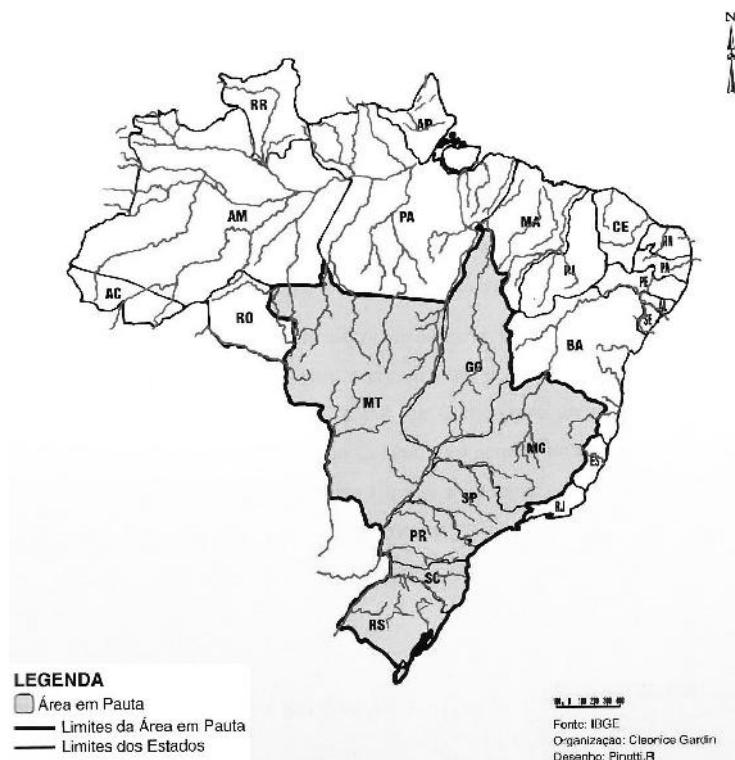 N
RR
AP
AM
PA
MA
CE
RN
PI
PA
PE
AL
SE
AC
RO
BA
GO
MT
MG
ES
SP
RJ
PR
SC
RS
LEGENDA
Área em Pauta
Limites da Área em Pauta
Limites dos Estados
Fonte: IBGE
Organização: Cleonice Gardin
Desenho: Pinotti.R